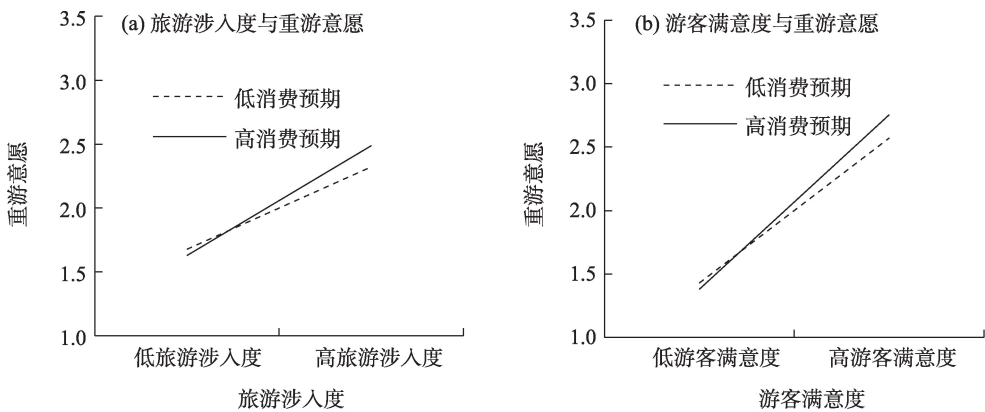 (a) 旅游涉入度与重游意愿
3.5
3.0
2.5
2.0
1.5
1.0
重游意愿
低消费预期
高消费预期
低旅游涉入度
高旅游涉入度
旅游涉入度
(b) 游客满意度与重游意愿
3.5
3.0
2.5
2.0
1.5
1.0
重游意愿
低消费预期
高消费预期
低游客满意度
高游客满意度
游客满意度